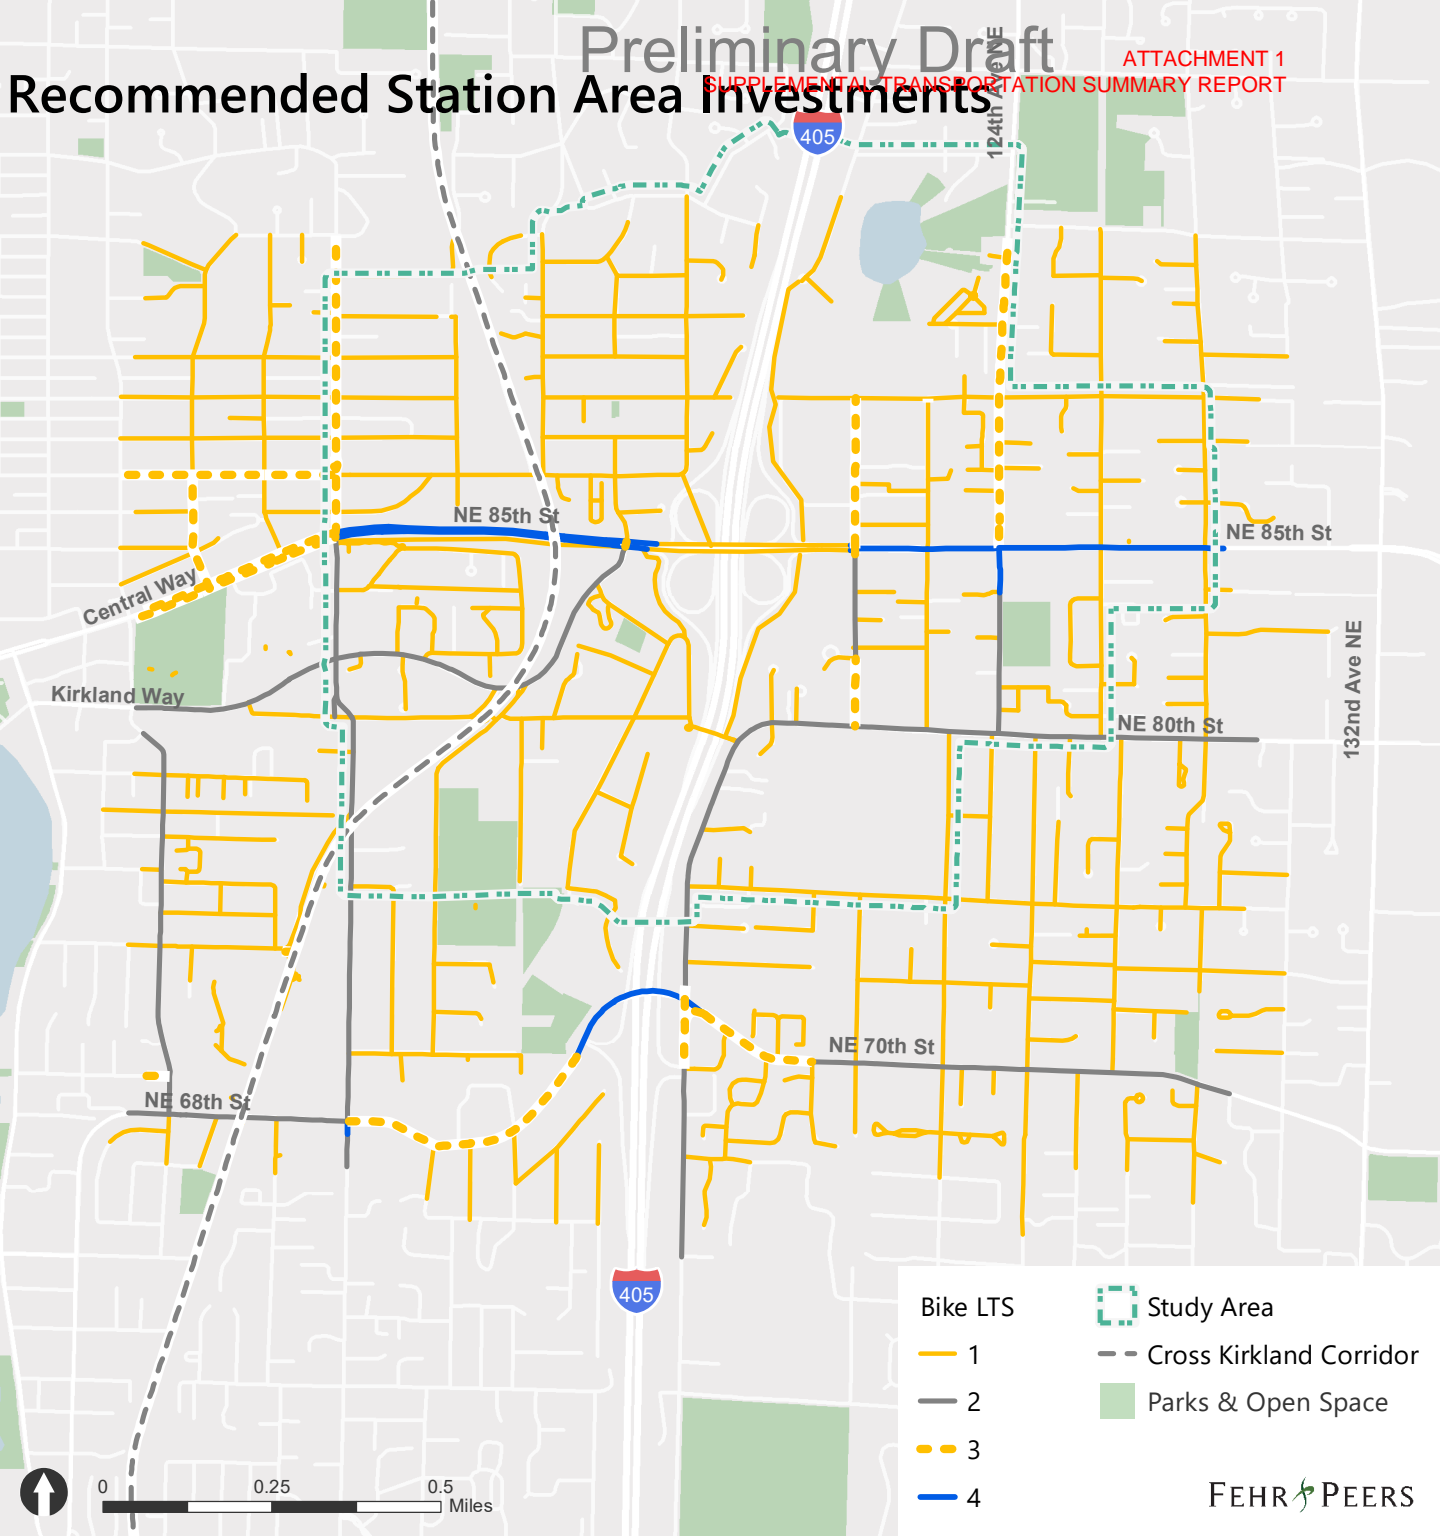 Preliminary Draft
ATTACHMENT 1
SUPPLEMENTAL TRANSPORTATION SUMMARY REPORT
Recommended Station Area Investments
124th Ave NE
405
NE 85th St
NE 85th St
Central Way
Kirkland Way
132nd Ave NE
NE 80th St
NE 70th St
NE 68th St
405
Bike LTS
1
2
3
4
Study Area
Cross Kirkland Corridor
Parks & Open Space
0 0.25 0.5
Miles
FEHR PEERS